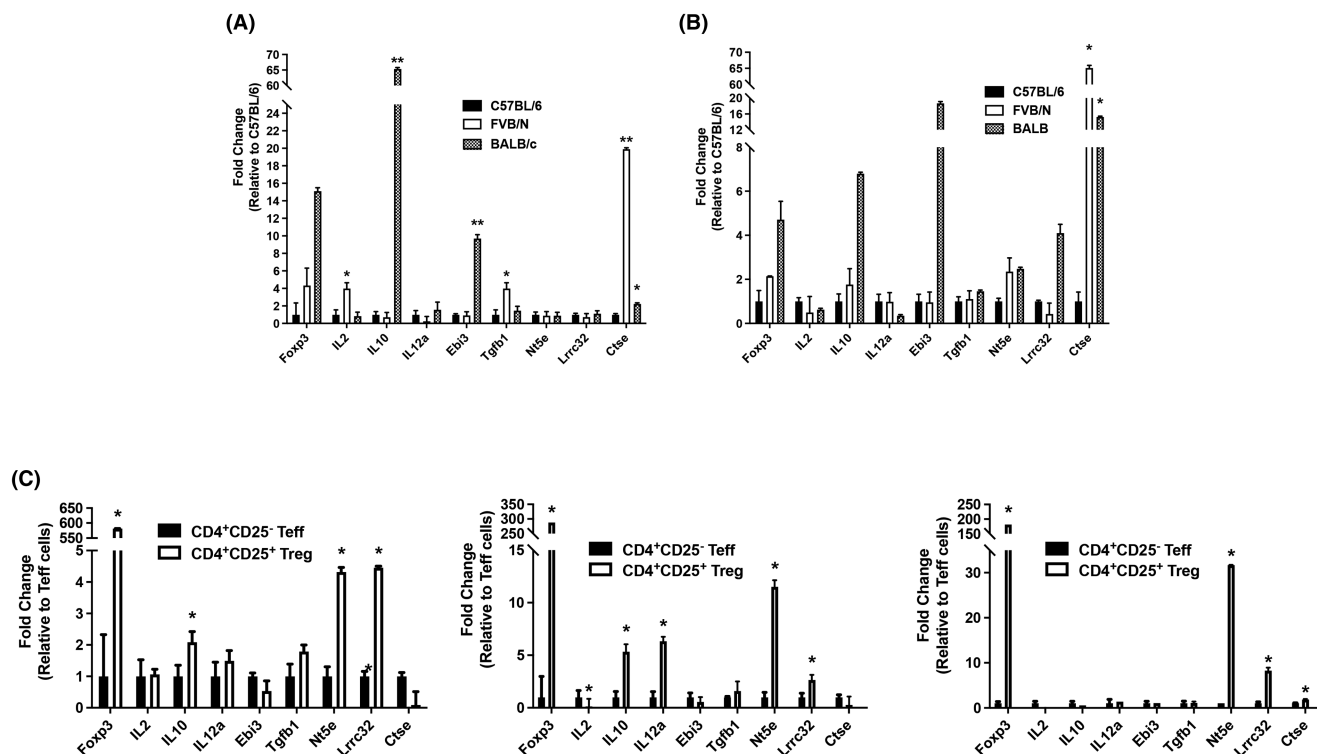 (A)
Fold Change
(Relative to C57BL/6)
70
65
60
24
22
20
18
16
14
12
10
8
6
4
2
0
C57BL/6
FVB/N
BALB/c
*
**
**
*
**
*
Foxp3
IL2
IL10
IL12a
Ebi3
Tgfb1
Nt5e
Lrrc32
Ctse
(B)
Fold Change
(Relative to C57BL/6)
70
65
60
20
16
12
8
6
4
2
0
C57BL/6
FVB/N
BALB
*
*
Foxp3
IL2
IL10
IL12a
Ebi3
Tgfb1
Nt5e
Lrrc32
Ctse
(C)
Fold Change
(Relative to Teff cells)
650
600
550
5
4
3
2
1
0
CD4+CD25- Teff
CD4+CD25+ Treg
*
*
*
*
*
Foxp3
IL2
IL10
IL12a
Ebi3
Tgfb1
Nt5e
Lrrc32
Ctse
Fold Change
(Relative to Teff cells)
350
300
250
15
10
5
0
CD4+CD25- Teff
CD4+CD25+ Treg
*
*
*
*
*
*
Foxp3
IL2
IL10
IL12a
Ebi3
Tgfb1
Nt5e
Lrrc32
Ctse
Fold Change
(Relative to Teff cells)
250
150
50
30
20
10
0
CD4+CD25- Teff
CD4+CD25+ Treg
*
*
*
*
Foxp3
IL2
IL10
IL12a
Ebi3
Tgfb1
Nt5e
Lrrc32
Ctse